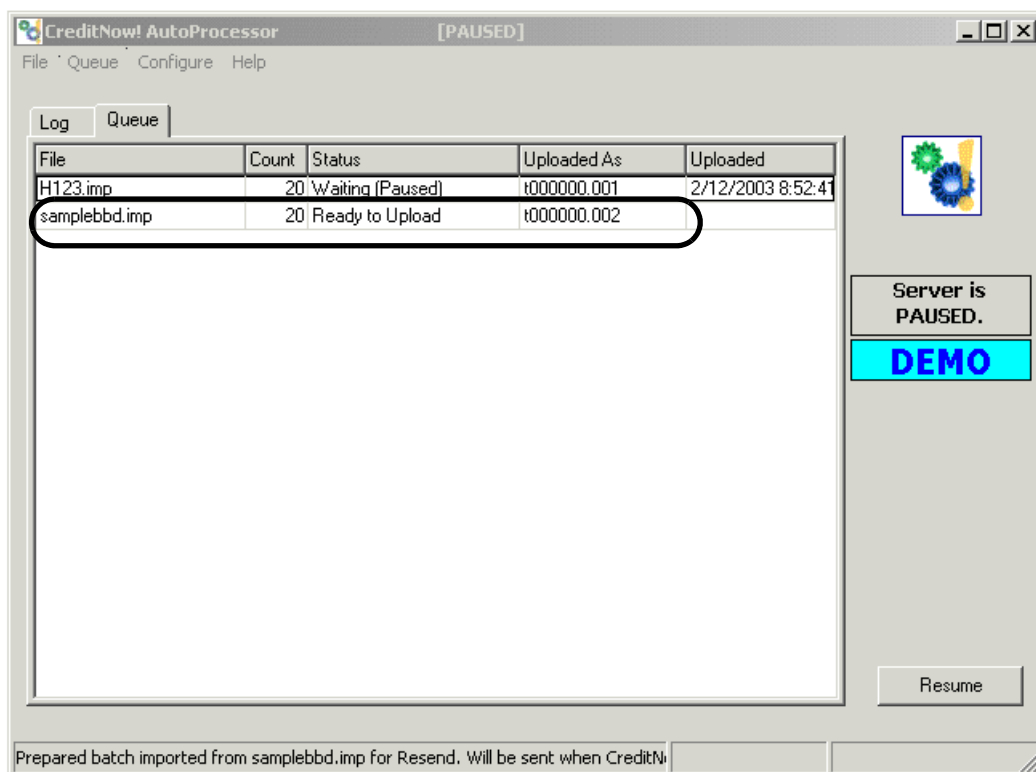 CreditNow! AutoProcessor [PAUSED]
File Queue Configure Help
Log Queue
File Count Status Uploaded As Uploaded
H123.imp 20 Waiting (Paused) t000000.001 2/12/2003 8:52:41
samplebbd.imp 20 Ready to Upload t000000.002
Server is
PAUSED.
DEMO
Resume
Prepared batch imported from samplebbd.imp for Resend. Will be sent when CreditN